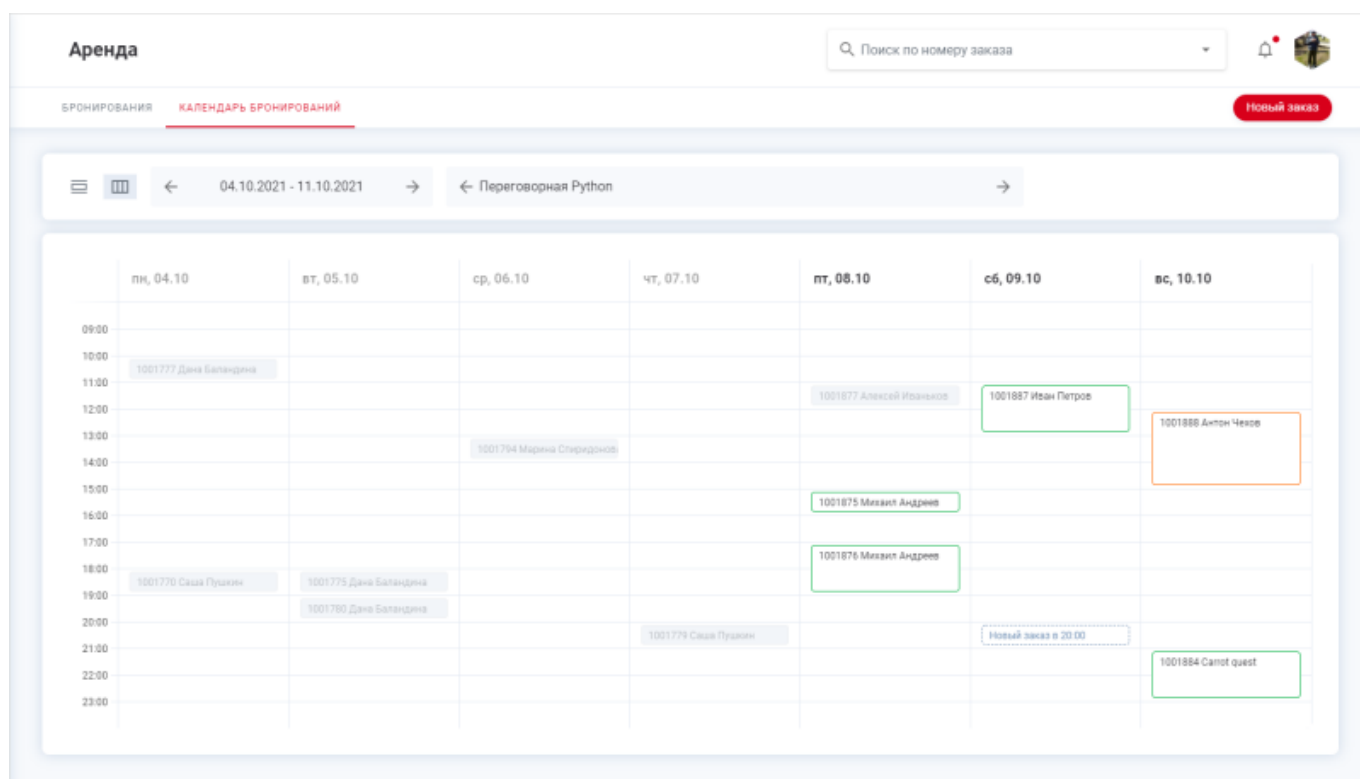 Аренда
Поиск по номеру заказа
БРОНИРОВАНИЯ КАЛЕНДАРЬ БРОНИРОВАНИЙ Новый заказ
04.10.2021 - 11.10.2021 Переговорная Python
пн, 04.10 вт, 05.10 ср, 06.10 чт, 07.10 пт, 08.10 сб, 09.10 вс, 10.10
09:00
10:00
1001777 Дана Баландина
11:00
1001877 Алексей Иваньков 1001887 Иван Петров
12:00
1001888 Антон Чехов
13:00
1001794 Марина Спиридонов
14:00
15:00
1001875 Михаил Андреев
16:00
17:00
1001876 Михаил Андреев
18:00
1001770 Саша Пушкин 1001775 Дана Баландина
19:00
1001780 Дана Баландина
20:00
1001779 Саша Пушкин Новый заказ в 20:00
21:00
1001884 Carrot quest
22:00
23:00